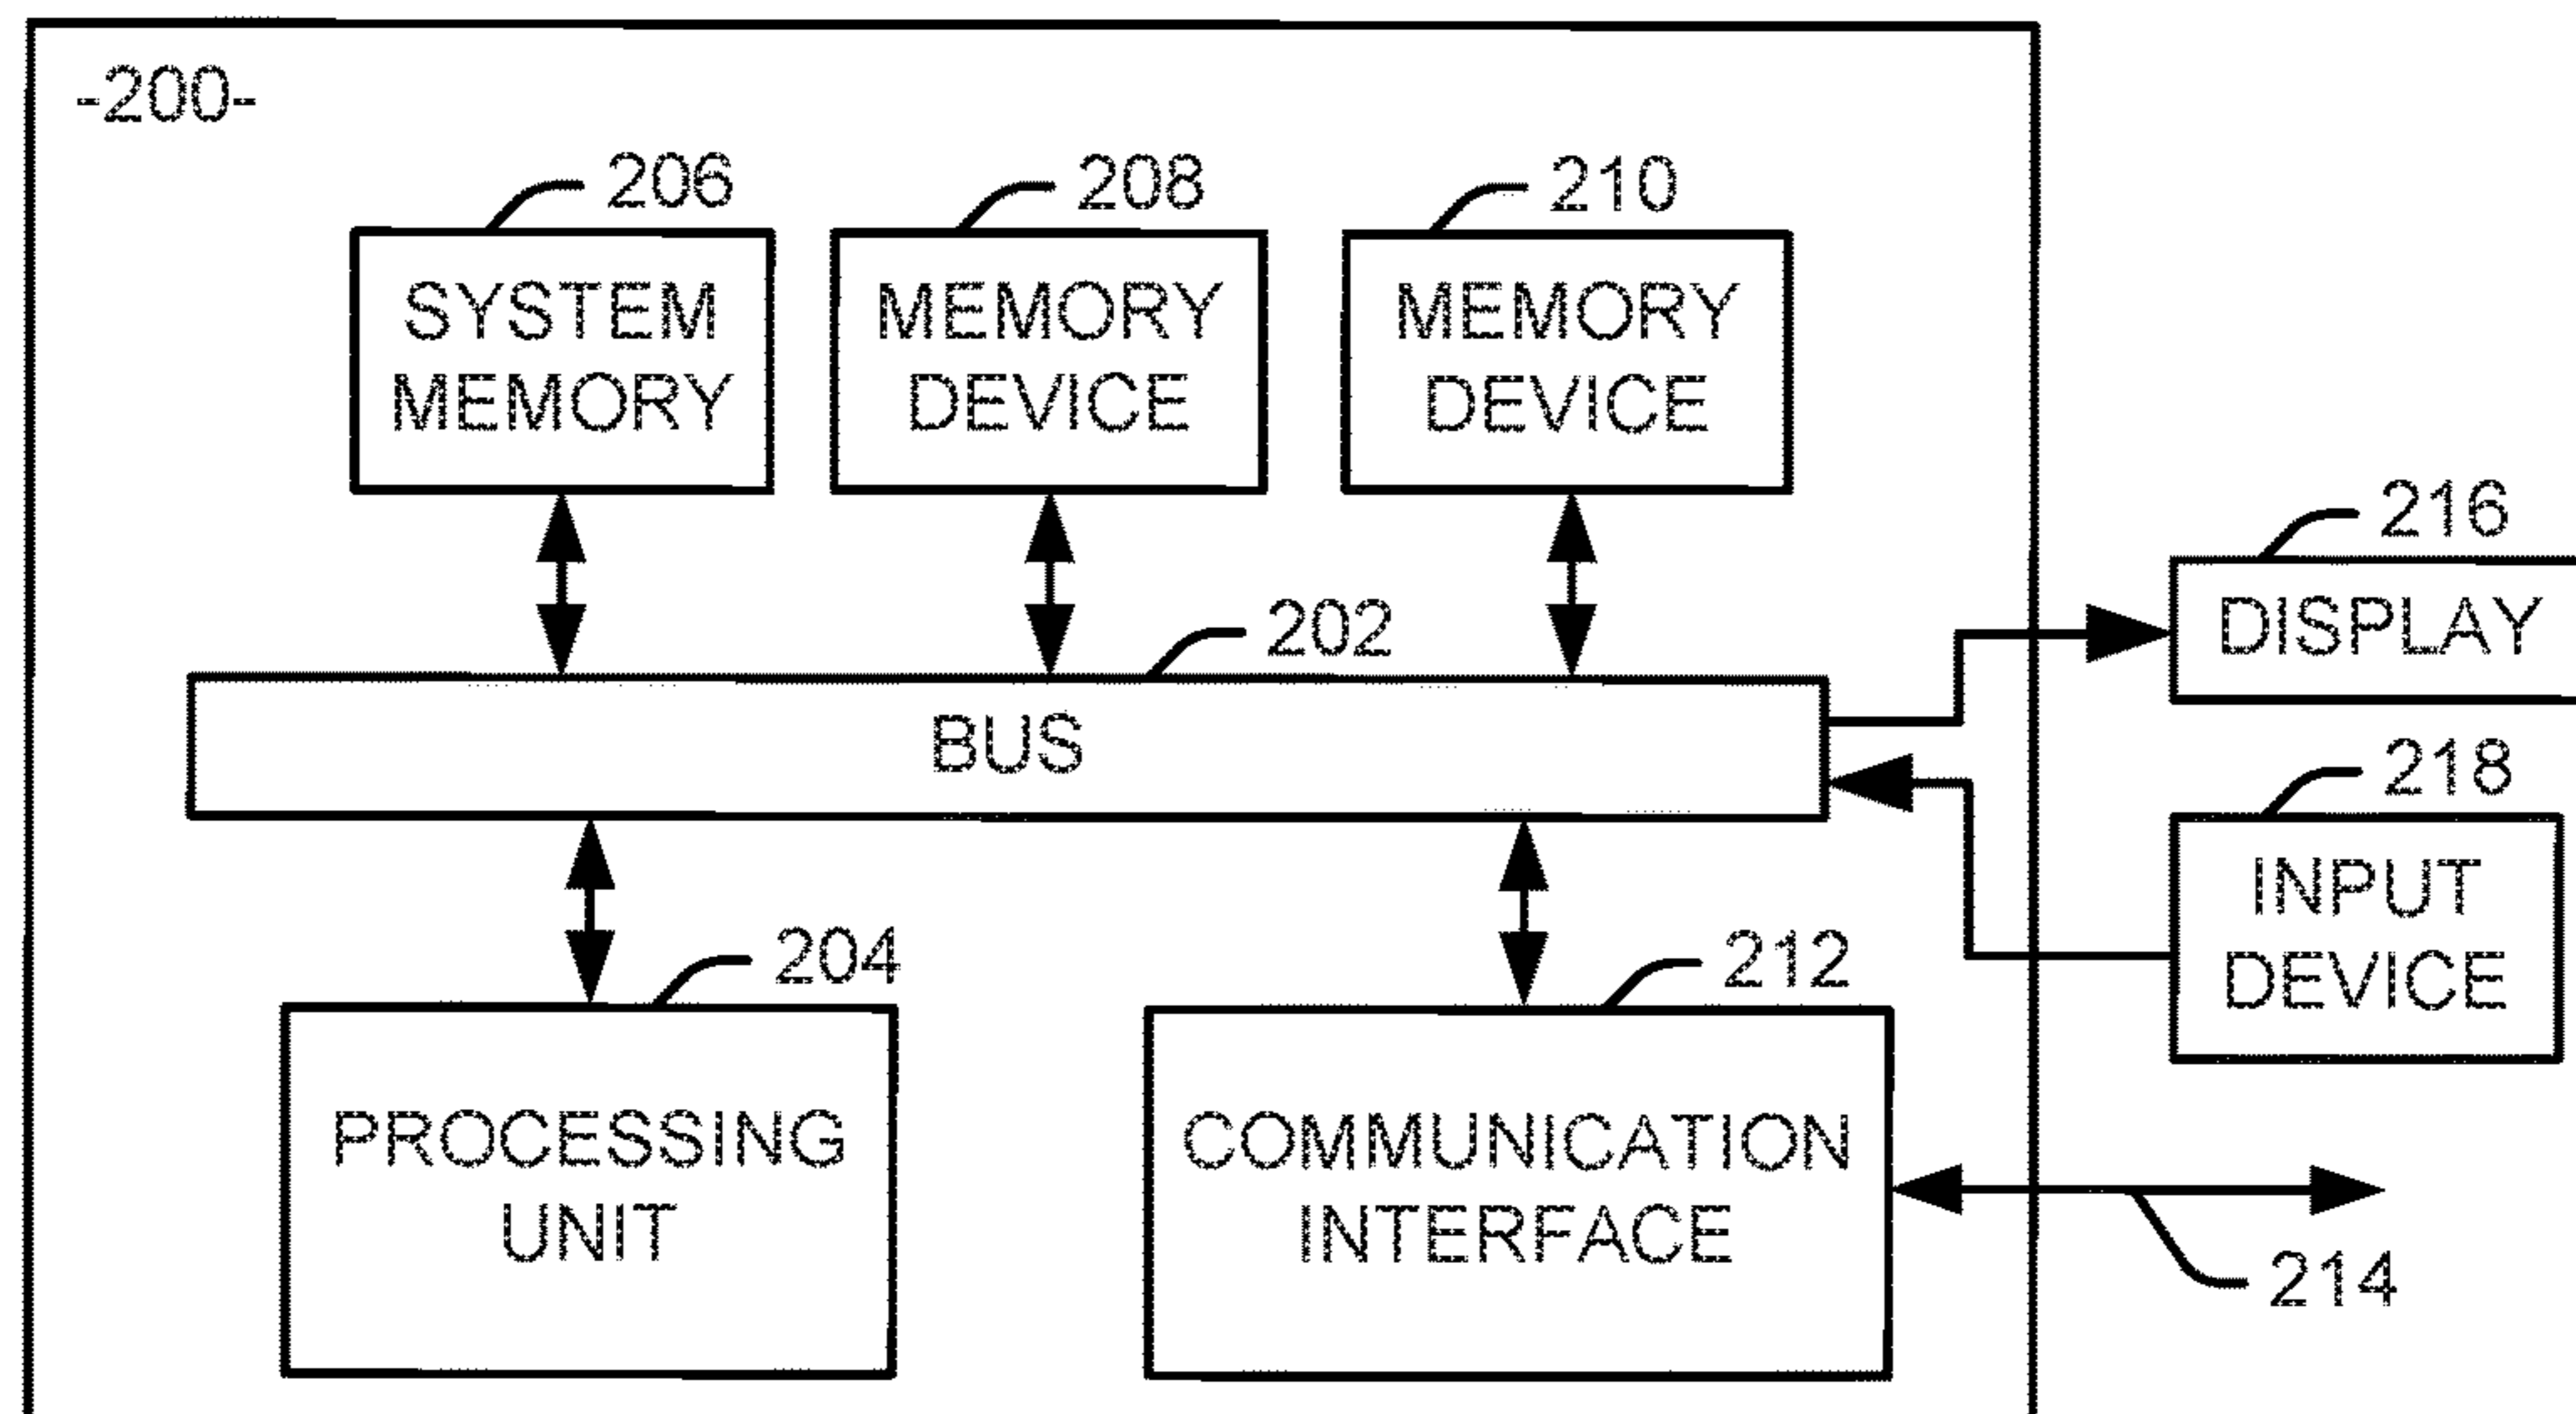 -200-
206
208
210
SYSTEM
MEMORY
MEMORY
DEVICE
MEMORY
DEVICE
216
DISPLAY
202
BUS
218
INPUT
DEVICE
204
212
PROCESSING
UNIT
COMMUNICATION
INTERFACE
214